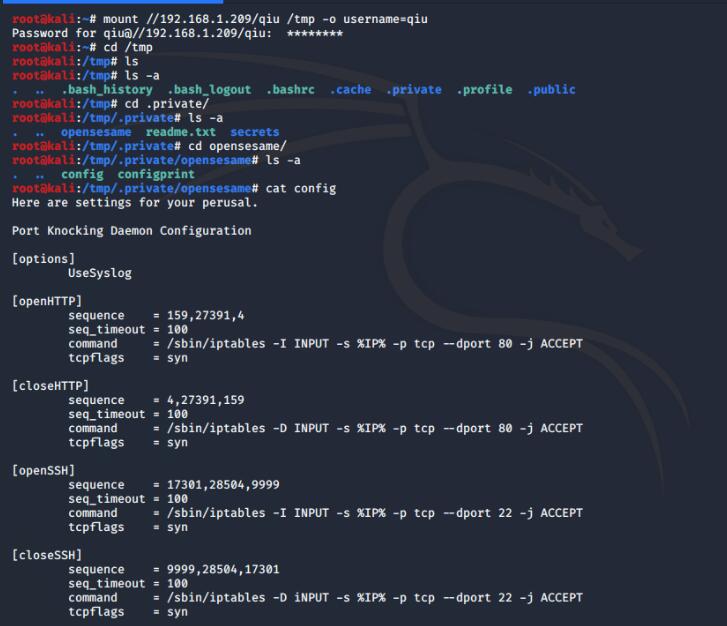 root@kali:~# mount //192.168.1.209/qiu /tmp -o username=qiu
Password for qiu@//192.168.1.209/qiu:  ********
root@kali:~# cd /tmp
root@kali:/tmp# ls
root@kali:/tmp# ls -a
.  ..  .bash_history  .bash_logout  .bashrc  .cache  .private  .profile  .public
root@kali:/tmp# cd .private/
root@kali:/tmp/.private# ls -a
.  ..  opensesame  readme.txt  secrets
root@kali:/tmp/.private# cd opensesame/
root@kali:/tmp/.private/opensesame# ls -a
.  ..  config  configprint
root@kali:/tmp/.private/opensesame# cat config
Here are settings for your perusal.

Port Knocking Daemon Configuration

[options]
        UseSyslog

[openHTTP]
        sequence    = 159,27391,4
        seq_timeout = 100
        command     = /sbin/iptables -I INPUT -s %IP% -p tcp --dport 80 -j ACCEPT
        tcpflags    = syn

[closeHTTP]
        sequence    = 4,27391,159
        seq_timeout = 100
        command     = /sbin/iptables -D INPUT -s %IP% -p tcp --dport 80 -j ACCEPT
        tcpflags    = syn

[openSSH]
        sequence    = 17301,28504,9999
        seq_timeout = 100
        command     = /sbin/iptables -I INPUT -s %IP% -p tcp --dport 22 -j ACCEPT
        tcpflags    = syn

[closeSSH]
        sequence    = 9999,28504,17301
        seq_timeout = 100
        command     = /sbin/iptables -D iNPUT -s %IP% -p tcp --dport 22 -j ACCEPT
        tcpflags    = syn